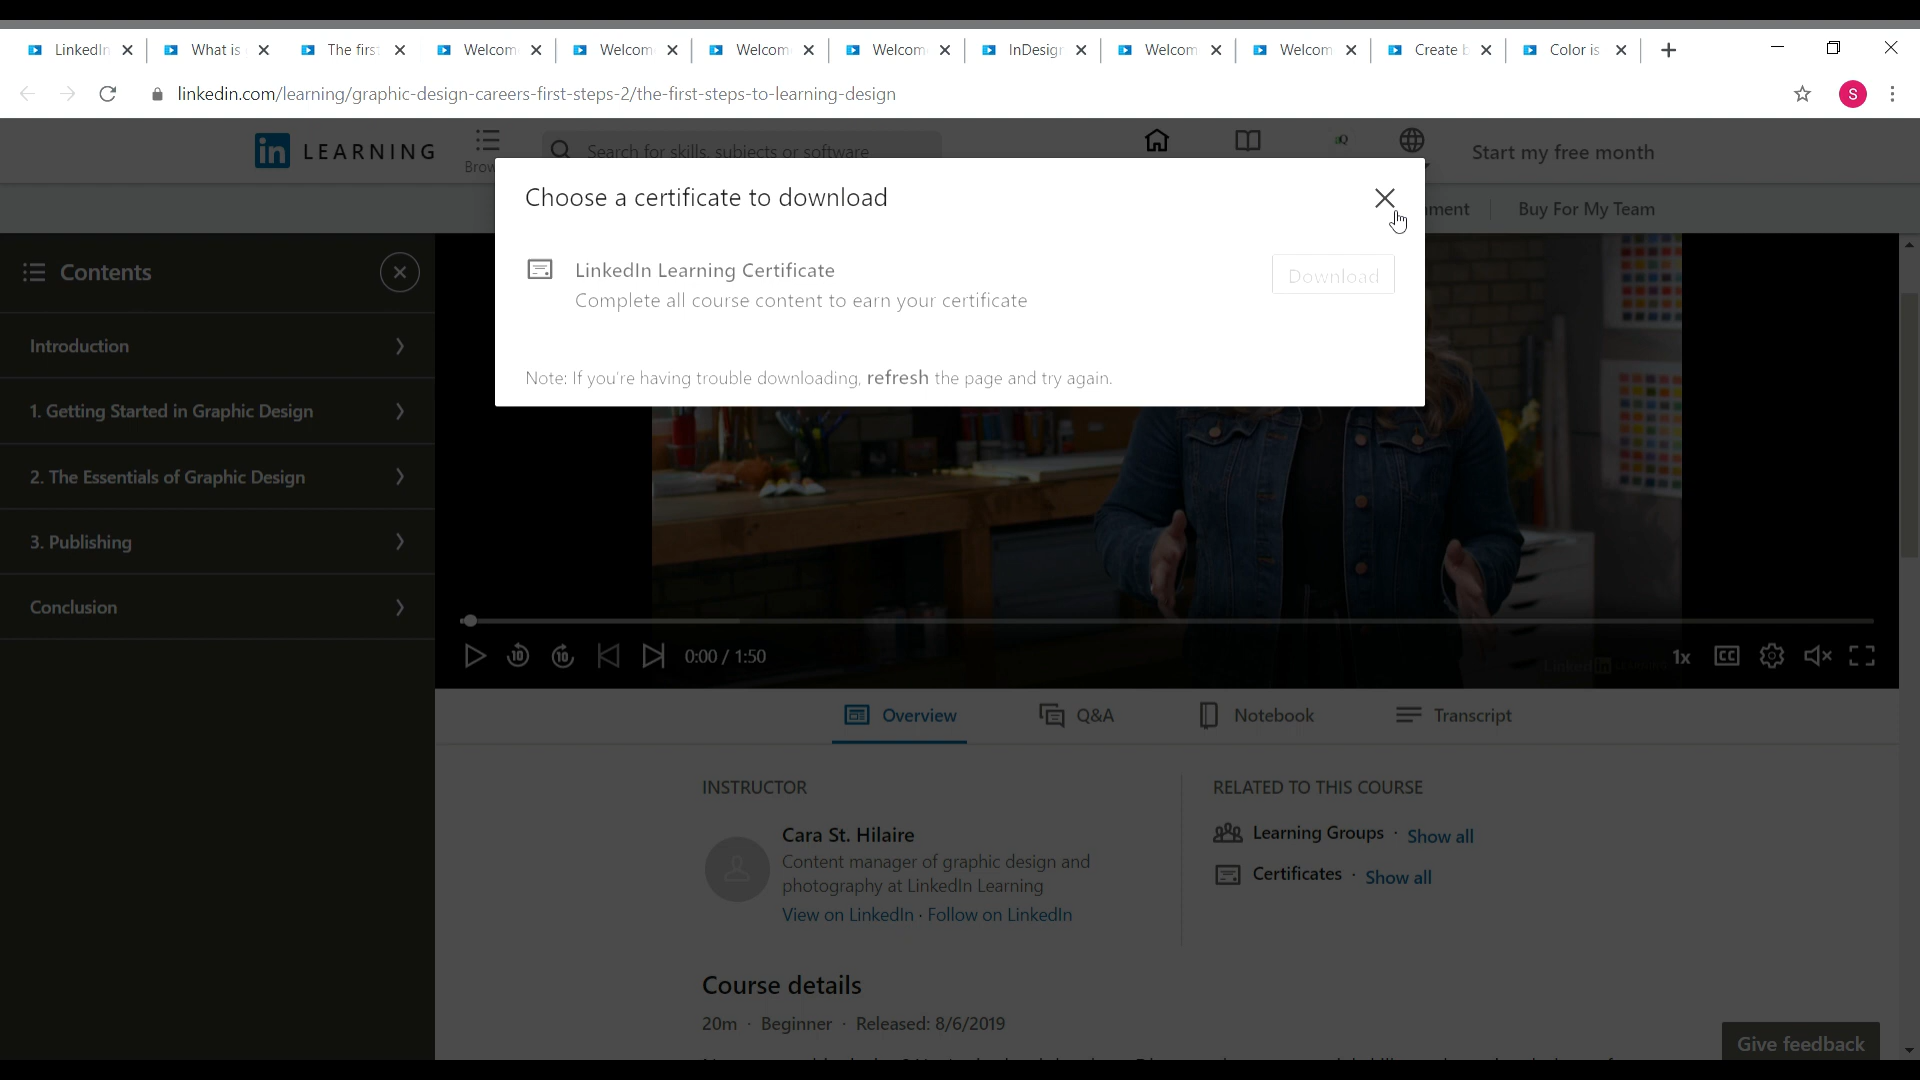 LinkedIn What is The firs Welcom Welcom Welcom Welcom InDesign Welcom Welcom Create b Color is
linkedin.com/learning/graphic-design-careers-first-steps-2/the-first-steps-to-learning-design S
in LEARNING Brow Search for skills, subjects or software Start my free month
Choose a certificate to download
ment Buy For My Team
LinkedIn Learning Certificate Download
Complete all course content to earn your certificate
Note: If you're having trouble downloading, refresh the page and try again.
Contents
Introduction
1. Getting Started in Graphic Design
2. The Essentials of Graphic Design
3. Publishing
Conclusion
10 10 0:00 / 1:50 1x CC
Overview Q&A Notebook Transcript
INSTRUCTOR
Cara St. Hilaire
Content manager of graphic design and
photography at LinkedIn Learning
View on LinkedIn · Follow on LinkedIn
RELATED TO THIS COURSE
Learning Groups · Show all
Certificates · Show all
Course details
20m · Beginner · Released: 8/6/2019
Give feedback